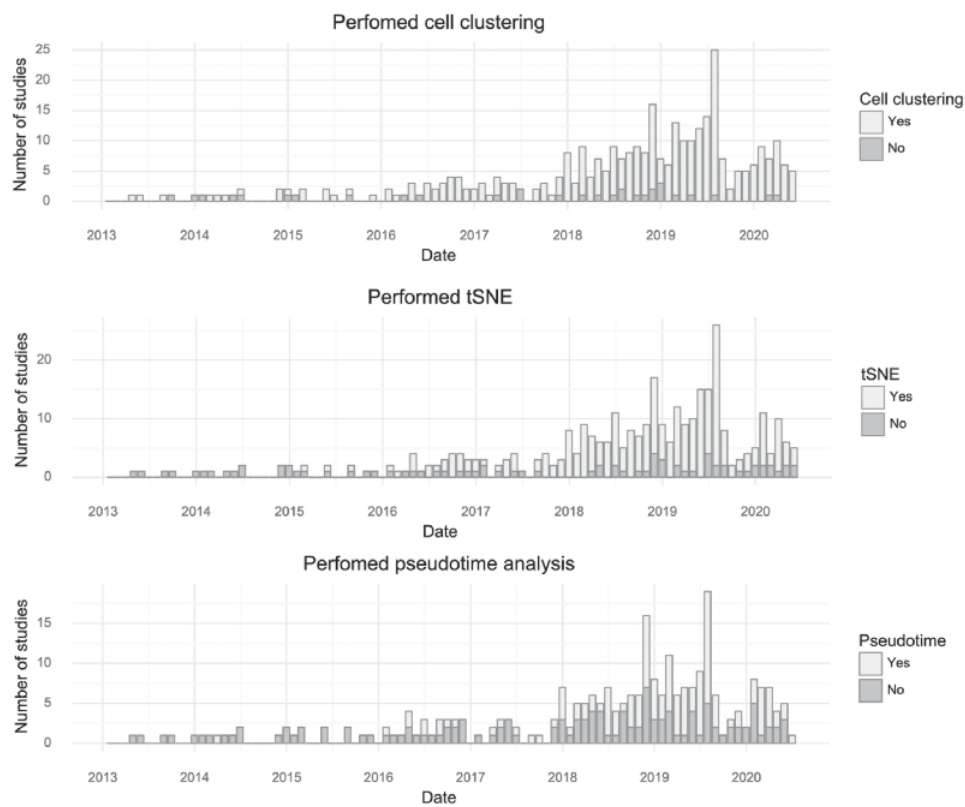 Perfomed cell clustering
25
20
15
10
5
0
Number of studies
2013 2014 2015 2016 2017 2018 2019 2020
Date
Cell clustering
Yes
No
Performed tSNE
20
10
0
Number of studies
2013 2014 2015 2016 2017 2018 2019 2020
Date
tSNE
Yes
No
Perfomed pseudotime analysis
15
10
5
0
Number of studies
2013 2014 2015 2016 2017 2018 2019 2020
Date
Pseudotime
Yes
No